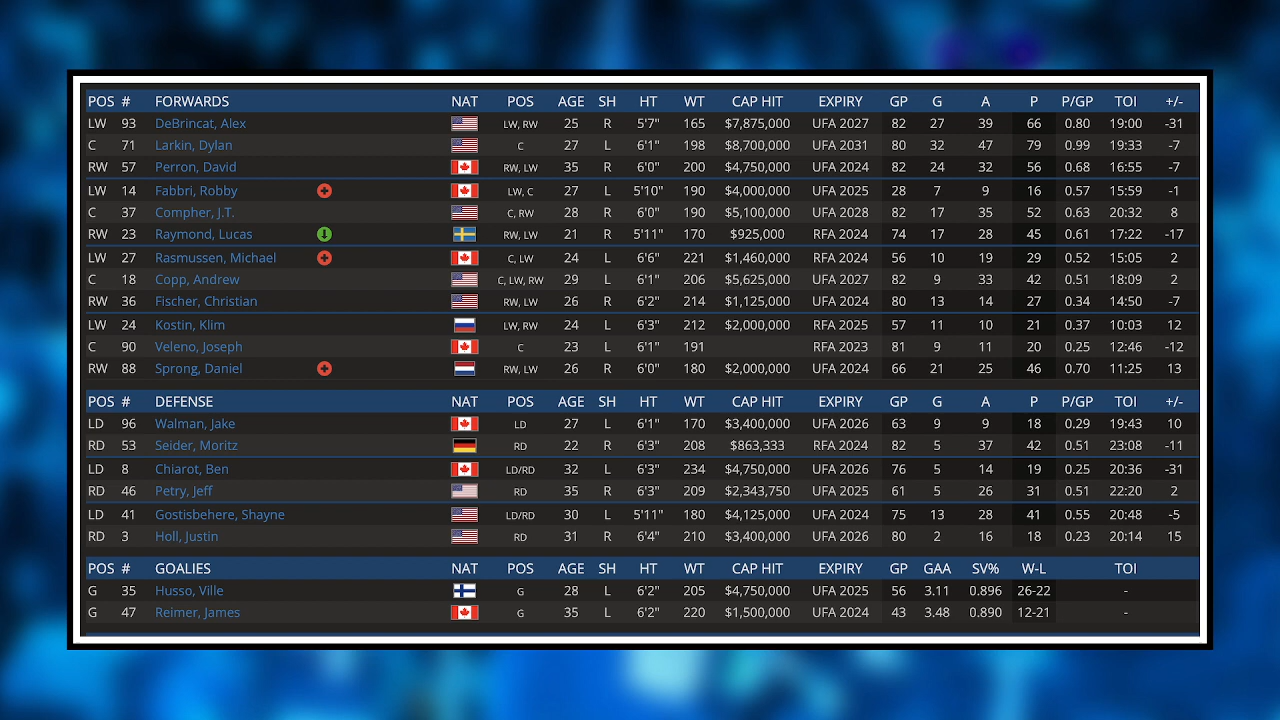 POS # FORWARDS NAT POS AGE SH HT WT CAP HIT EXPIRY GP G A P P/GP TOI +/-
LW 93 DeBrincat, Alex LW, RW 25 R 5'7" 165 $7,875,000 UFA 2027 82 27 39 66 0.80 19:00 -31
C 71 Larkin, Dylan C 27 L 6'1" 198 $8,700,000 UFA 2031 80 32 47 79 0.99 19:33 -7
RW 57 Perron, David RW, LW 35 R 6'0" 200 $4,750,000 UFA 2024 82 24 32 56 0.68 16:55 -7
LW 14 Fabbri, Robby LW, C 27 L 5'10" 190 $4,000,000 UFA 2025 28 7 9 16 0.57 15:59 -1
C 37 Compher, J.T. C, RW 28 R 6'0" 190 $5,100,000 UFA 2028 82 17 35 52 0.63 20:32 8
RW 23 Raymond, Lucas RW, LW 21 R 5'11" 170 $925,000 RFA 2024 74 17 28 45 0.61 17:22 -17
LW 27 Rasmussen, Michael C, LW 24 L 6'6" 221 $1,460,000 RFA 2024 56 10 19 29 0.52 15:05 2
C 18 Copp, Andrew C, LW, RW 29 L 6'1" 206 $5,625,000 UFA 2027 82 9 33 42 0.51 18:09 2
RW 36 Fischer, Christian RW, LW 26 R 6'2" 214 $1,125,000 UFA 2024 80 13 14 27 0.34 14:50 -7
LW 24 Kostin, Klim LW, RW 24 L 6'3" 212 $2,000,000 RFA 2025 57 11 10 21 0.37 10:03 12
C 90 Veleno, Joseph C 23 L 6'1" 191 RFA 2023 81 9 11 20 0.25 12:46 -12
RW 88 Sprong, Daniel RW, LW 26 R 6'0" 180 $2,000,000 UFA 2024 66 21 25 46 0.70 11:25 13
POS # DEFENSE NAT POS AGE SH HT WT CAP HIT EXPIRY GP G A P P/GP TOI +/-
LD 96 Walman, Jake LD 27 L 6'1" 170 $3,400,000 UFA 2026 63 9 9 18 0.29 19:43 10
RD 53 Seider, Moritz RD 22 R 6'3" 208 $863,333 RFA 2024 82 5 37 42 0.51 23:08 -11
LD 8 Chiarot, Ben LD/RD 32 L 6'3" 234 $4,750,000 UFA 2026 76 5 14 19 0.25 20:36 -31
RD 46 Petry, Jeff RD 35 R 6'3" 209 $2,343,750 UFA 2025 61 5 26 31 0.51 22:20 2
LD 41 Gostisbehere, Shayne LD/RD 30 L 5'11" 180 $4,125,000 UFA 2024 75 13 28 41 0.55 20:48 -5
RD 3 Holl, Justin RD 31 R 6'4" 210 $3,400,000 UFA 2026 80 2 16 18 0.23 20:14 15
POS # GOALIES NAT POS AGE SH HT WT CAP HIT EXPIRY GP GAA SV% W-L TOI
G 35 Husso, Ville G 28 L 6'2" 205 $4,750,000 UFA 2025 56 3.11 0.896 26-22 -
G 47 Reimer, James G 35 L 6'2" 220 $1,500,000 UFA 2024 43 3.48 0.890 12-21 -